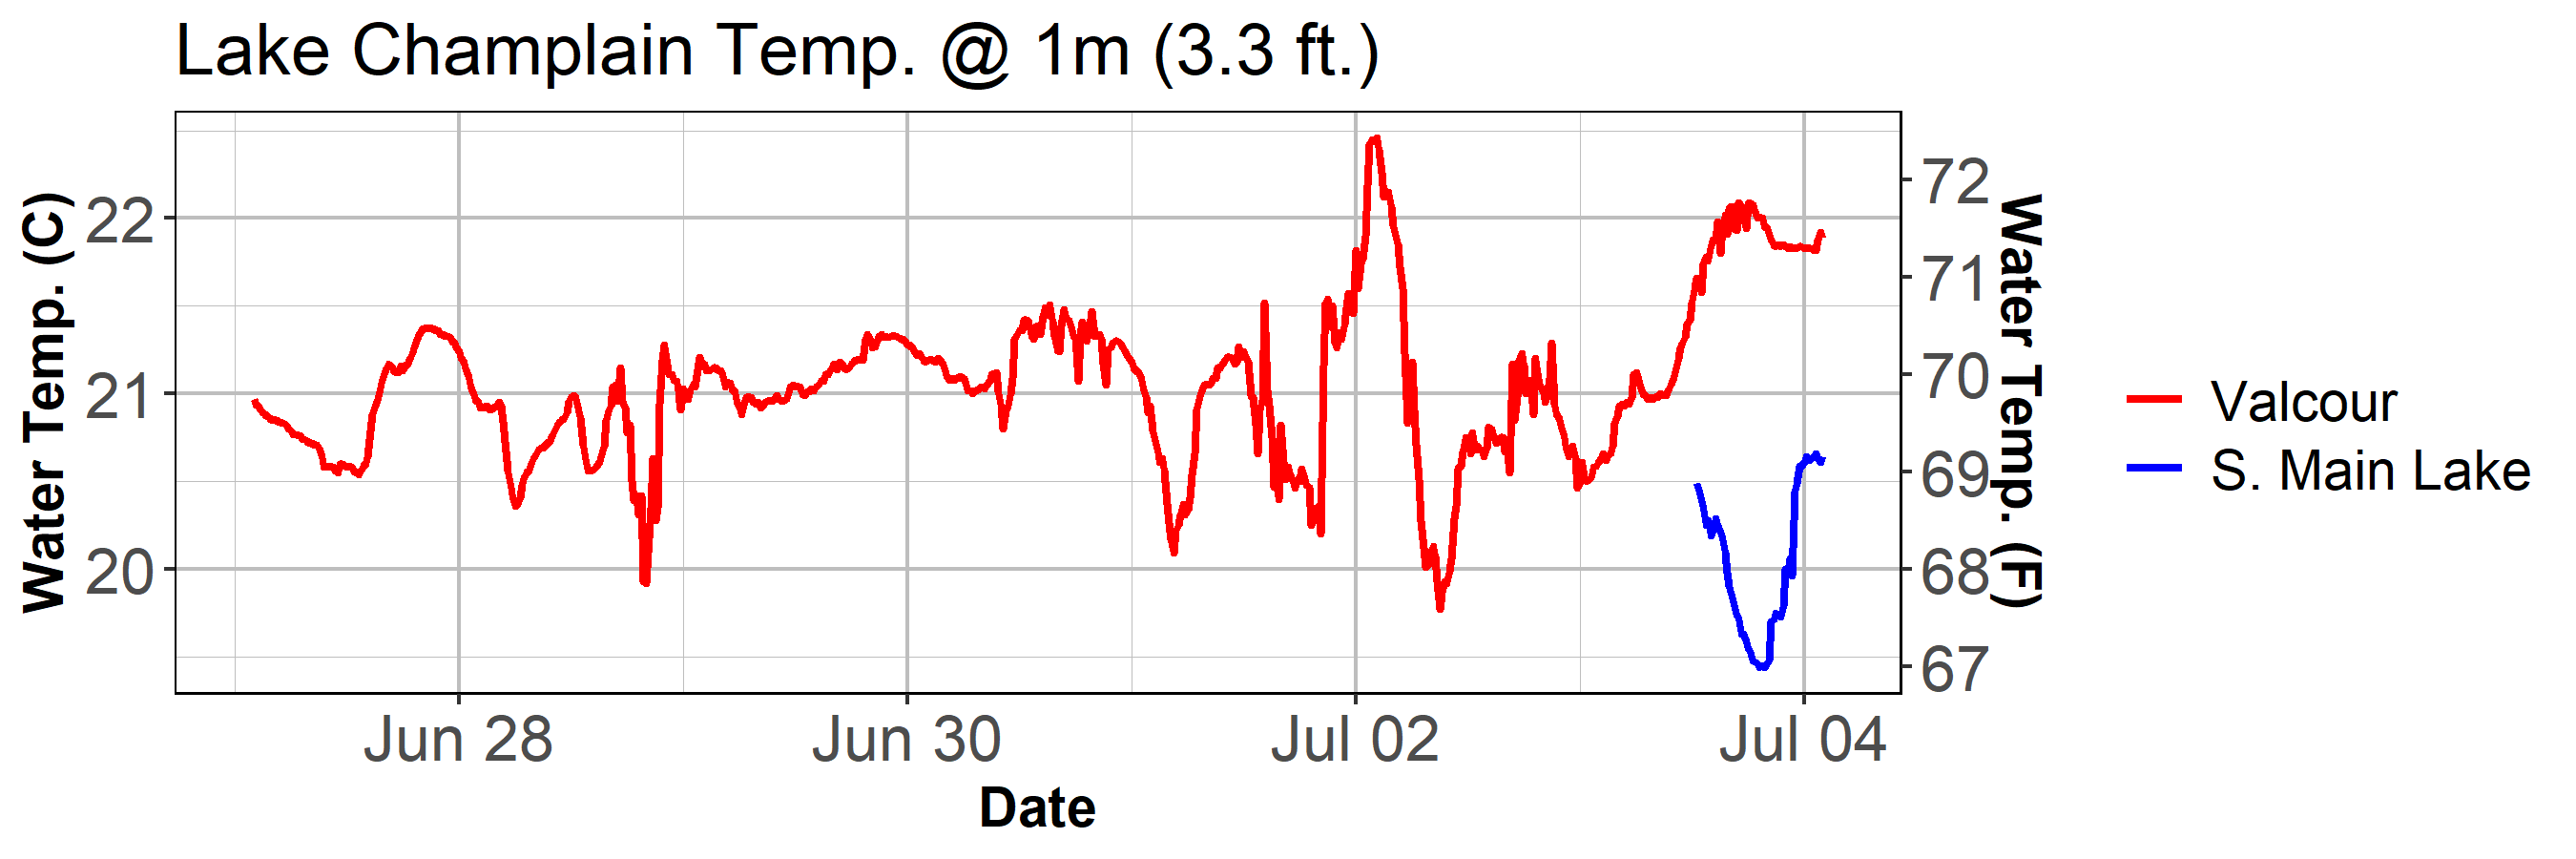 Lake Champlain Temp. @ 1m (3.3 ft.)
Water Temp. (C)
22
21
20
72
71
70
69
68
67
Water Temp. (F)
Jun 28
Jun 30
Jul 02
Jul 04
Date
Valcour
S. Main Lake